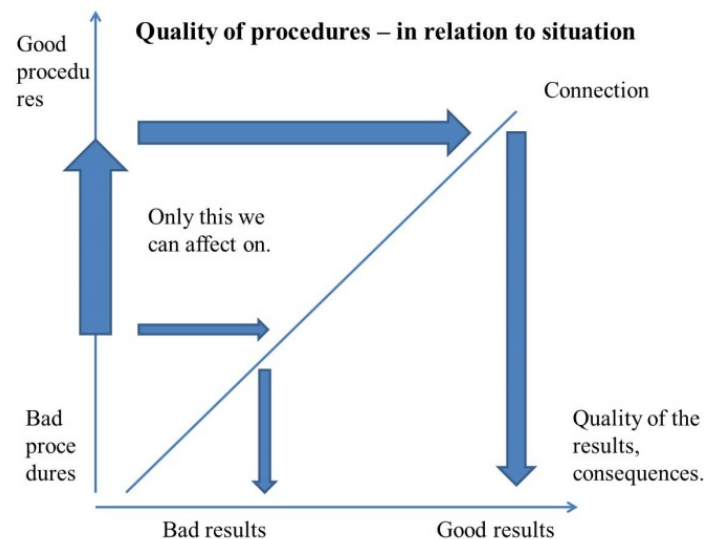 Quality of procedures – in relation to situation
Good
procedu
res
Connection
Only this we
can affect on.
Bad
proce
dures
Quality of the
results,
consequences.
Bad results
Good results